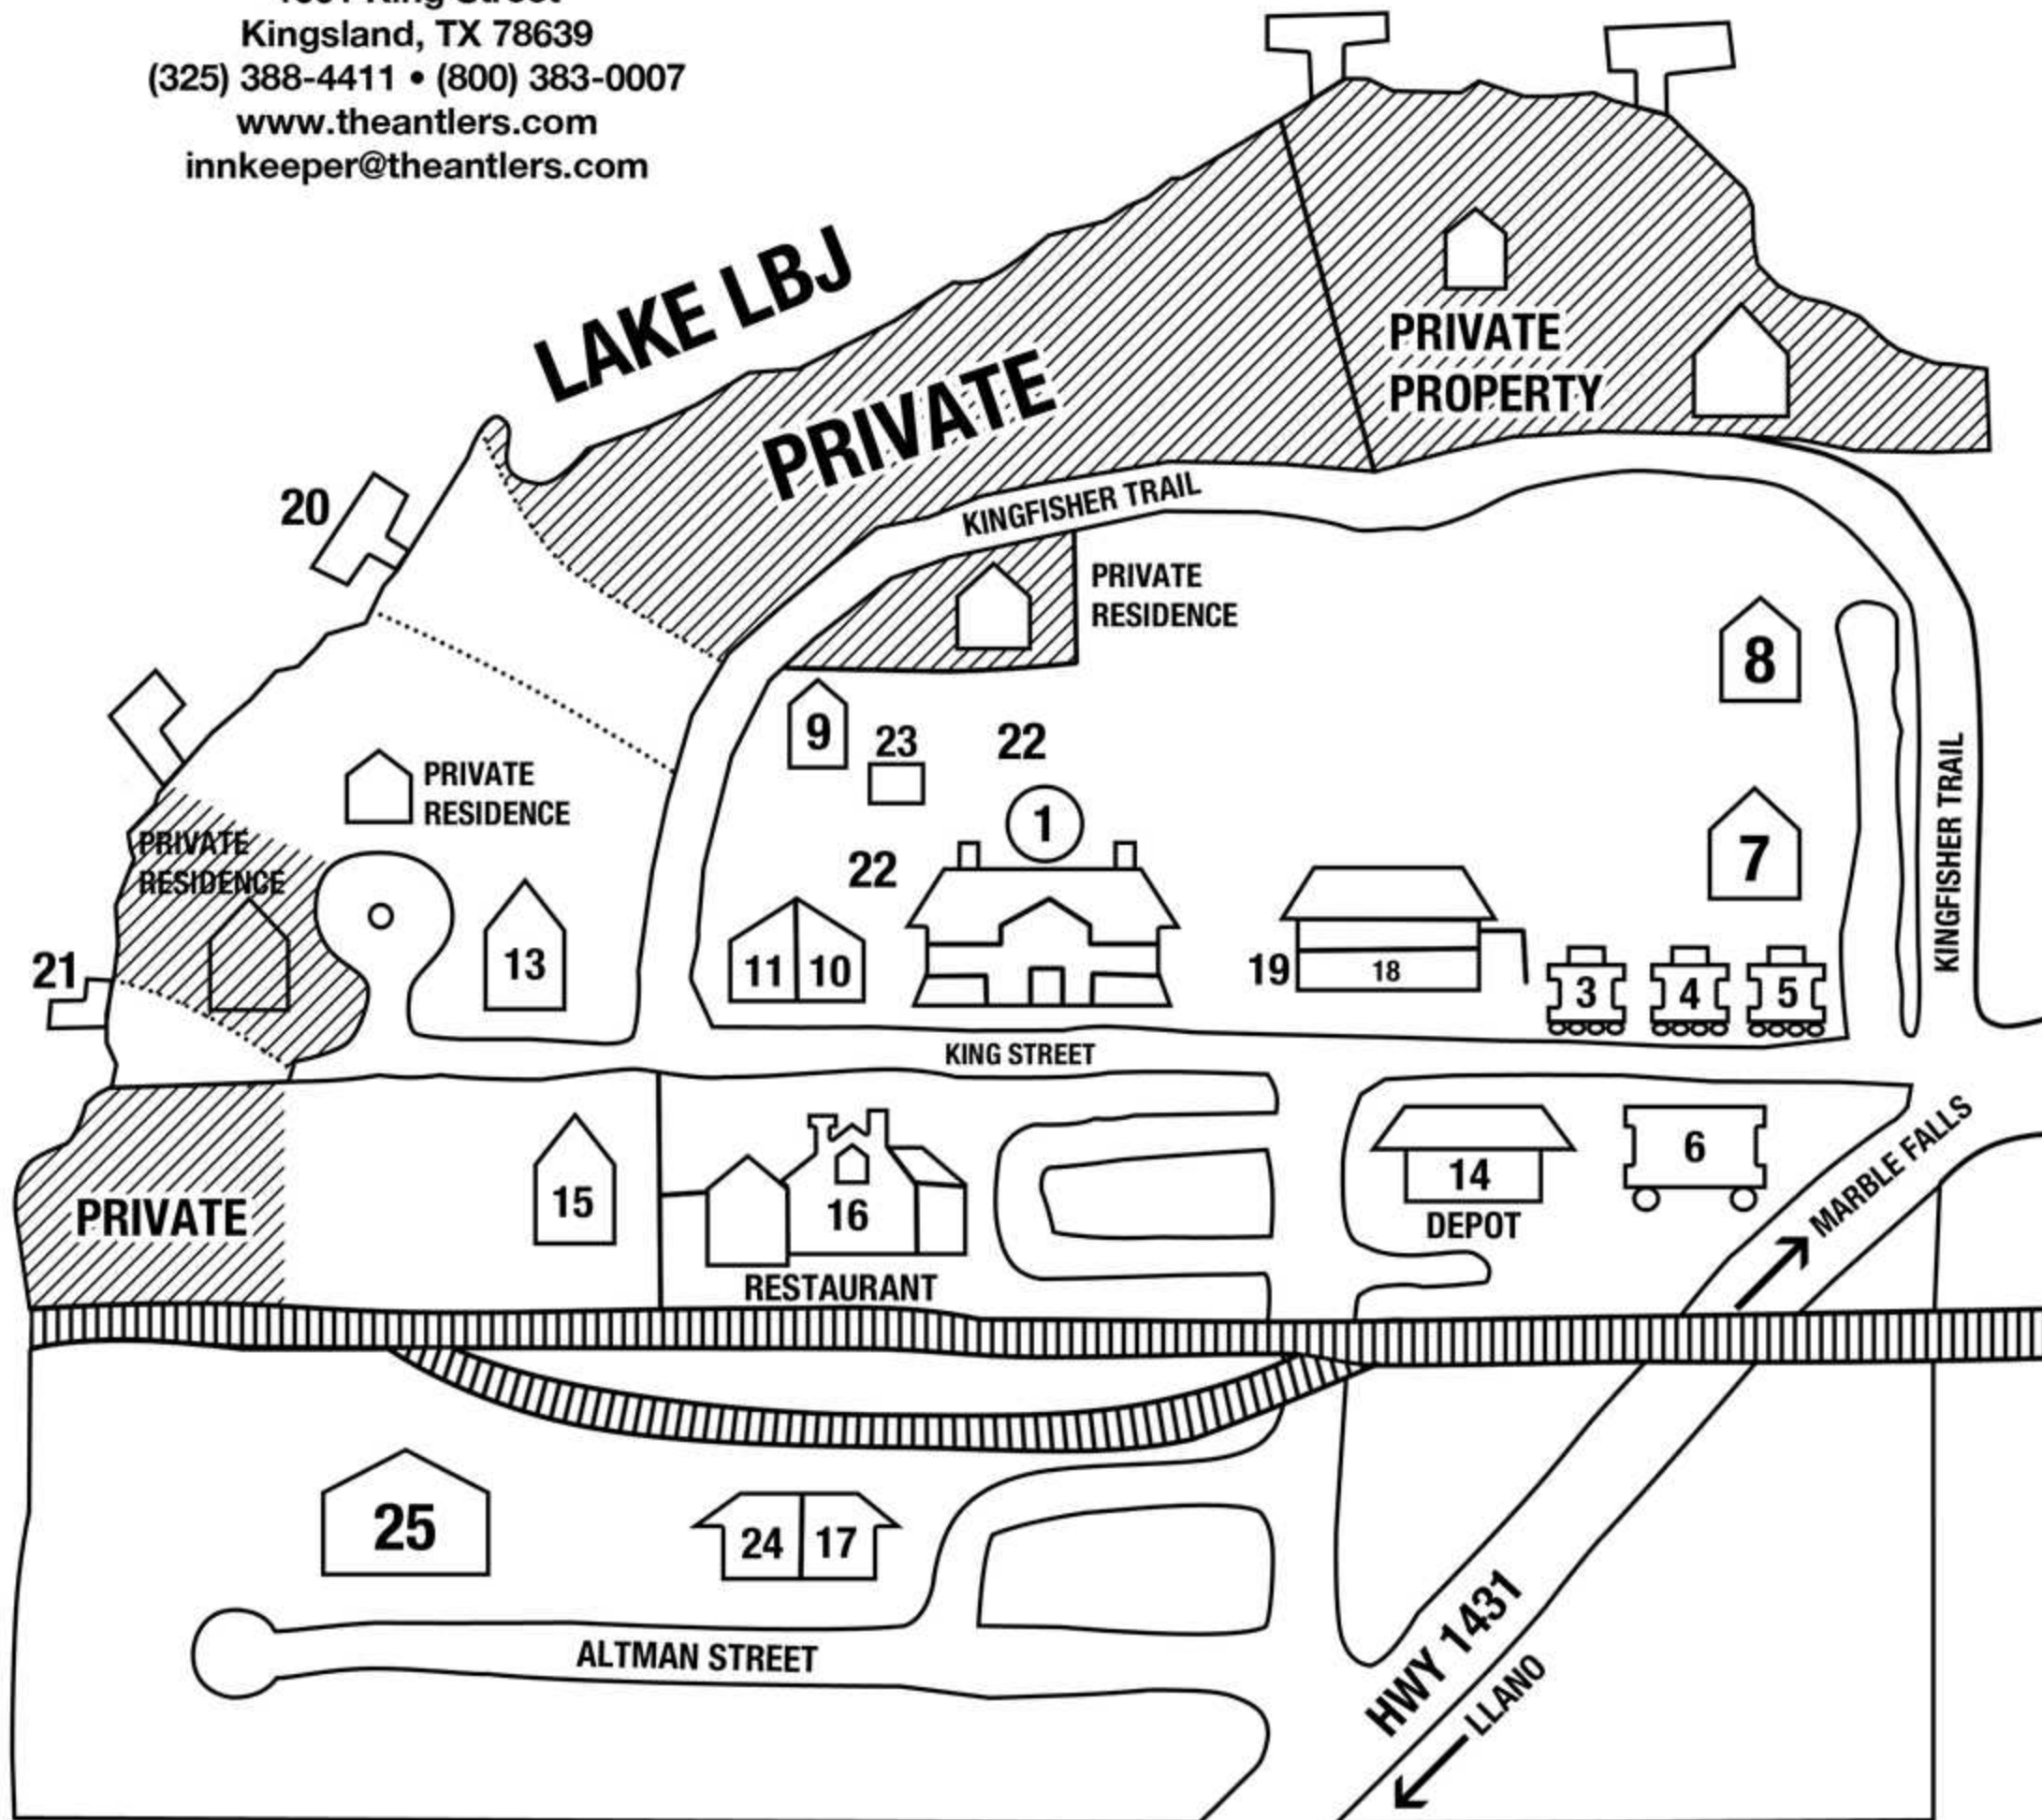 Kingsland, TX 78639
(325) 388-4411 • (800) 383-0007
www.theantlers.com
innkeeper@theantlers.com
LAKE LBJ
PRIVATE
PRIVATE
PROPERTY
20
KINGFISHER TRAIL
PRIVATE
RESIDENCE
8
9
23
22
PRIVATE
RESIDENCE
1
KINGFISHER TRAIL
PRIVATE
RESIDENCE
22
7
21
13
11
10
19
18
3
4
5
KING STREET
15
16
RESTAURANT
14
DEPOT
6
MARBLE FALLS
PRIVATE
25
24
17
ALTMAN STREET
HWY 1431
LLANO